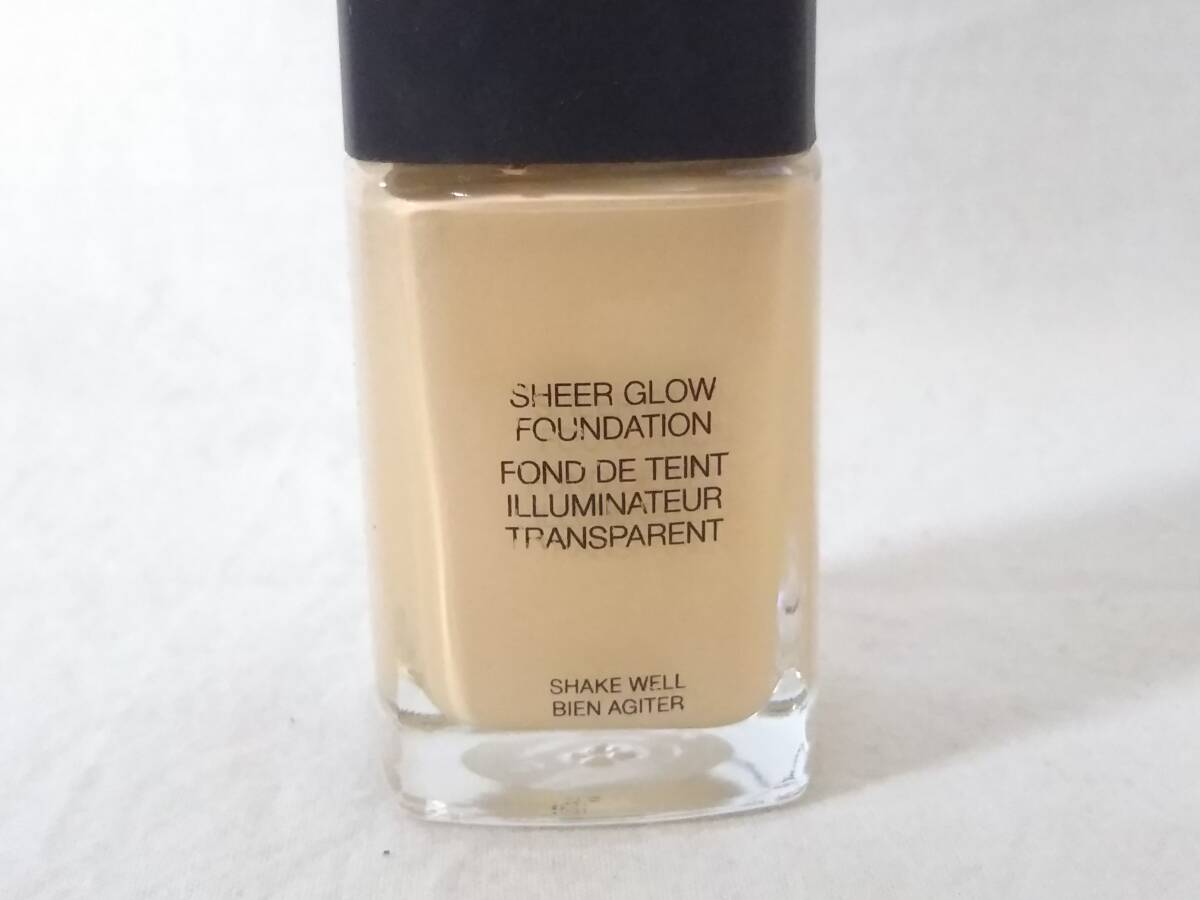 SHEER GLOW
FOUNDATION
FOND DE TEINT
ILLUMINATEUR
TRANSPARENT
SHAKE WELL
BIEN AGITER